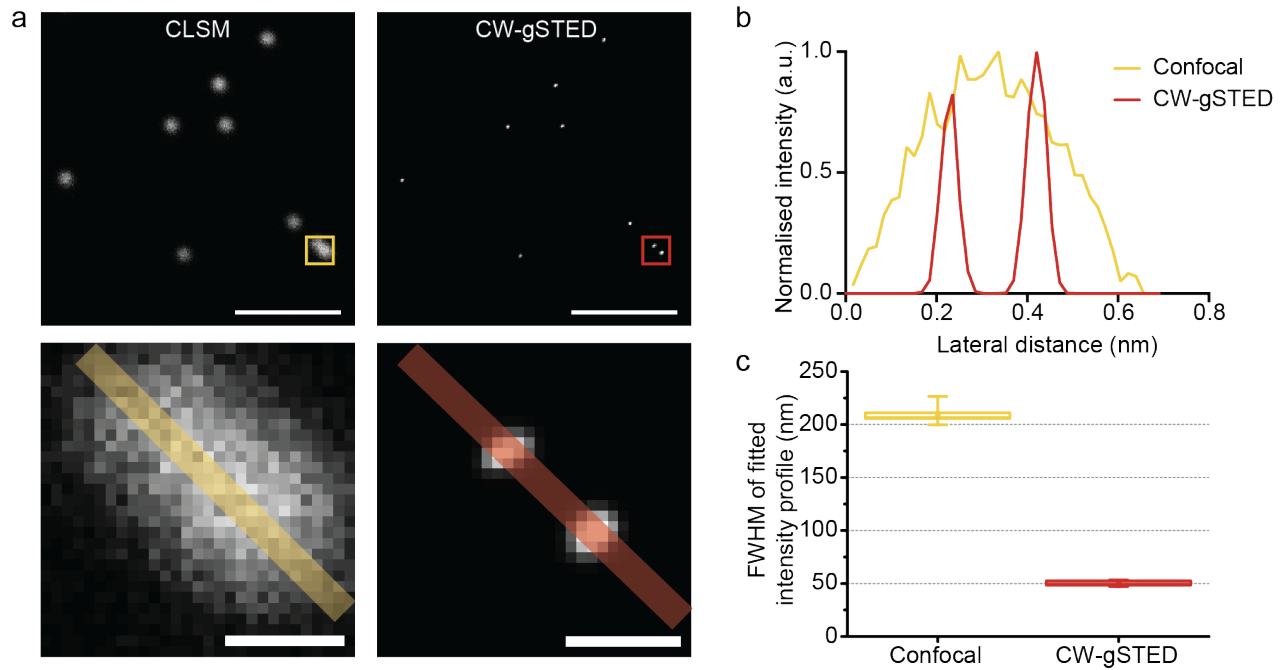 a
CLSM
CW-gSTED
b
Normalised intensity (a.u.)
1.0
0.5
0.0
0.0 0.2 0.4 0.6 0.8
Lateral distance (nm)
Confocal
CW-gSTED
c
FWHM of fitted
intensity profile (nm)
250
200
150
100
50
0
Confocal CW-gSTED